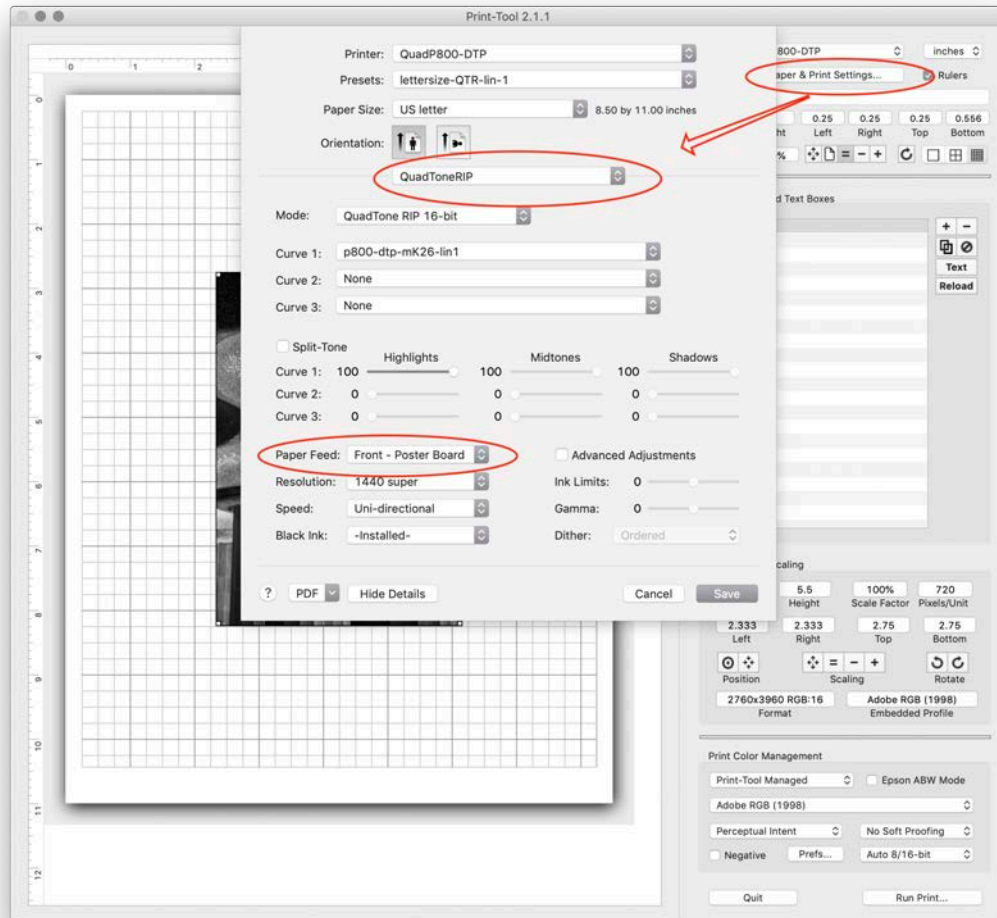 Print-Tool 2.1.1
0 1 2
0
1
2
3
4
5
6
7
8
9
10
11
12
Printer: QuadP800-DTP
Presets: lettersize-QTR-lin-1
Paper Size: US letter 8.50 by 11.00 inches
Orientation:
QuadToneRIP
Mode: QuadTone RIP 16-bit
Curve 1: p800-dtp-mK26-lin1
Curve 2: None
Curve 3: None
Split-Tone
Highlights Midtones Shadows
Curve 1: 100 100 100
Curve 2: 0 0 0
Curve 3: 0 0 0
Paper Feed: Front - Poster Board Advanced Adjustments
Resolution: 1440 super Ink Limits: 0
Speed: Uni-directional Gamma: 0
Black Ink: -Installed- Dither: Ordered
? PDF Hide Details Cancel Save
800-DTP inches
aper & Print Settings... Rulers
0.25 0.25 0.25 0.556
ht Left Right Top Bottom
% = - +
d Text Boxes
+ -
Text
Reload
caling
5.5 100% 720
Height Scale Factor Pixels/Unit
2.333 2.333 2.75 2.75
Left Right Top Bottom
= - +
Position Scaling Rotate
2760x3960 RGB:16 Adobe RGB (1998)
Format Embedded Profile
Print Color Management
Print-Tool Managed Epson ABW Mode
Adobe RGB (1998)
Perceptual Intent No Soft Proofing
Negative Prefs... Auto 8/16-bit
Quit Run Print...